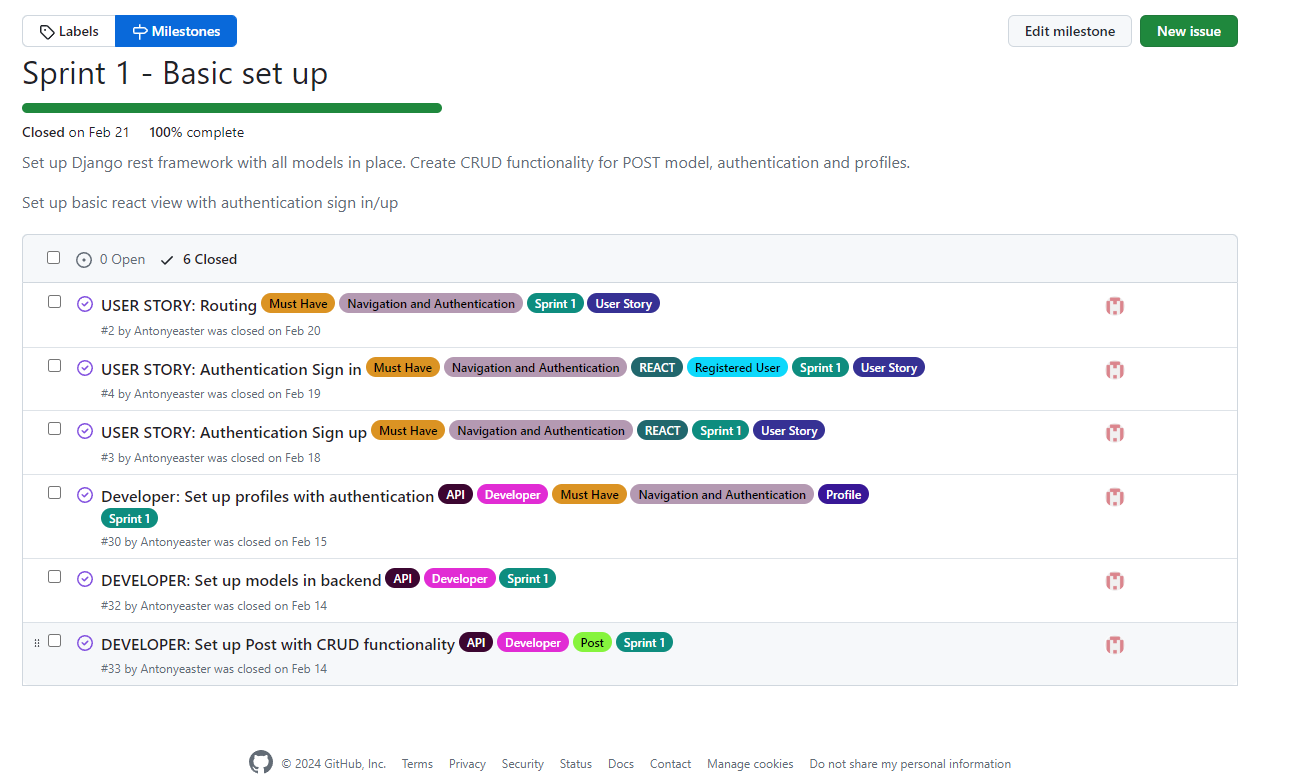 Labels Milestones Edit milestone New issue
Sprint 1 - Basic set up
Closed on Feb 21 100% complete
Set up Django rest framework with all models in place. Create CRUD functionality for POST model, authentication and profiles.
Set up basic react view with authentication sign in/up
0 Open 6 Closed
USER STORY: Routing Must Have Navigation and Authentication Sprint 1 User Story
#2 by Antonyeaster was closed on Feb 20
USER STORY: Authentication Sign in Must Have Navigation and Authentication REACT Registered User Sprint 1 User Story
#4 by Antonyeaster was closed on Feb 19
USER STORY: Authentication Sign up Must Have Navigation and Authentication REACT Sprint 1 User Story
#3 by Antonyeaster was closed on Feb 18
Developer: Set up profiles with authentication API Developer Must Have Navigation and Authentication Profile
Sprint 1
#30 by Antonyeaster was closed on Feb 15
DEVELOPER: Set up models in backend API Developer Sprint 1
#32 by Antonyeaster was closed on Feb 14
DEVELOPER: Set up Post with CRUD functionality API Developer Post Sprint 1
#33 by Antonyeaster was closed on Feb 14
© 2024 GitHub, Inc. Terms Privacy Security Status Docs Contact Manage cookies Do not share my personal information